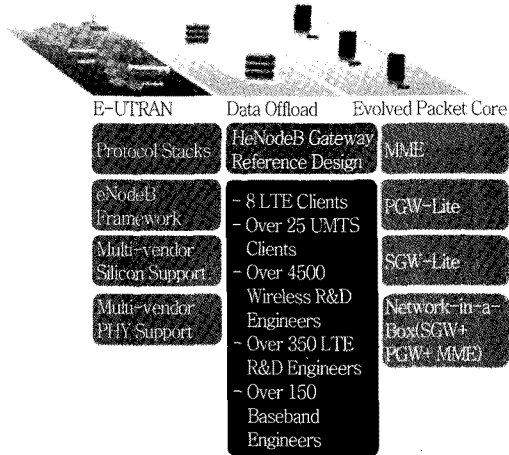 E-UTRAN
Data Offload
Evolved Packet Core
Protocol Stacks
eNodeB
Framework
Multi-vendor
Silicon Support
Multi-vendor
PHY Support
HeNodeB Gateway
Reference Design
- 8 LTE Clients
- Over 25 UMTS
Clients
- Over 4500
Wireless R&D
Engineers
- Over 350 LTE
R&D Engineers
- Over 150
Baseband
Engineers
MME
PGW-Lite
SGW-Lite
Network-in-a-
Box(SGW+
PGW+ MME)